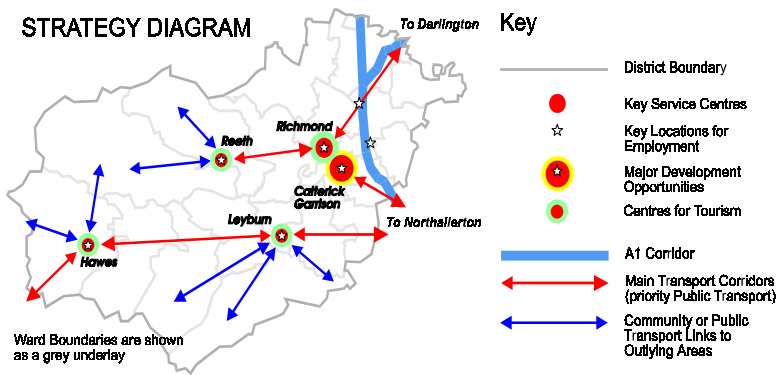 STRATEGY DIAGRAM
To Darlington
Richmond
Reeth
Catterick
Garrison
Leyburn
To Northallerton
Hawes
Ward Boundaries are shown
as a grey underlay
Key
District Boundary
Key Service Centres
Key Locations for
Employment
Major Development
Opportunities
Centres for Tourism
A1 Corridor
Main Transport Corridors
(priority Public Transport)
Community or Public
Transport Links to
Outlying Areas